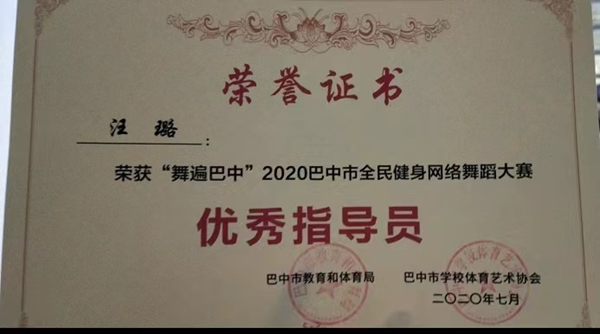 荣誉证书
汪 璐：
荣获“舞遍巴中”2020巴中市全民健身网络舞蹈大赛
优秀指导员
巴中市教育和体育局 巴中市学校体育艺术协会
二〇二〇年七月